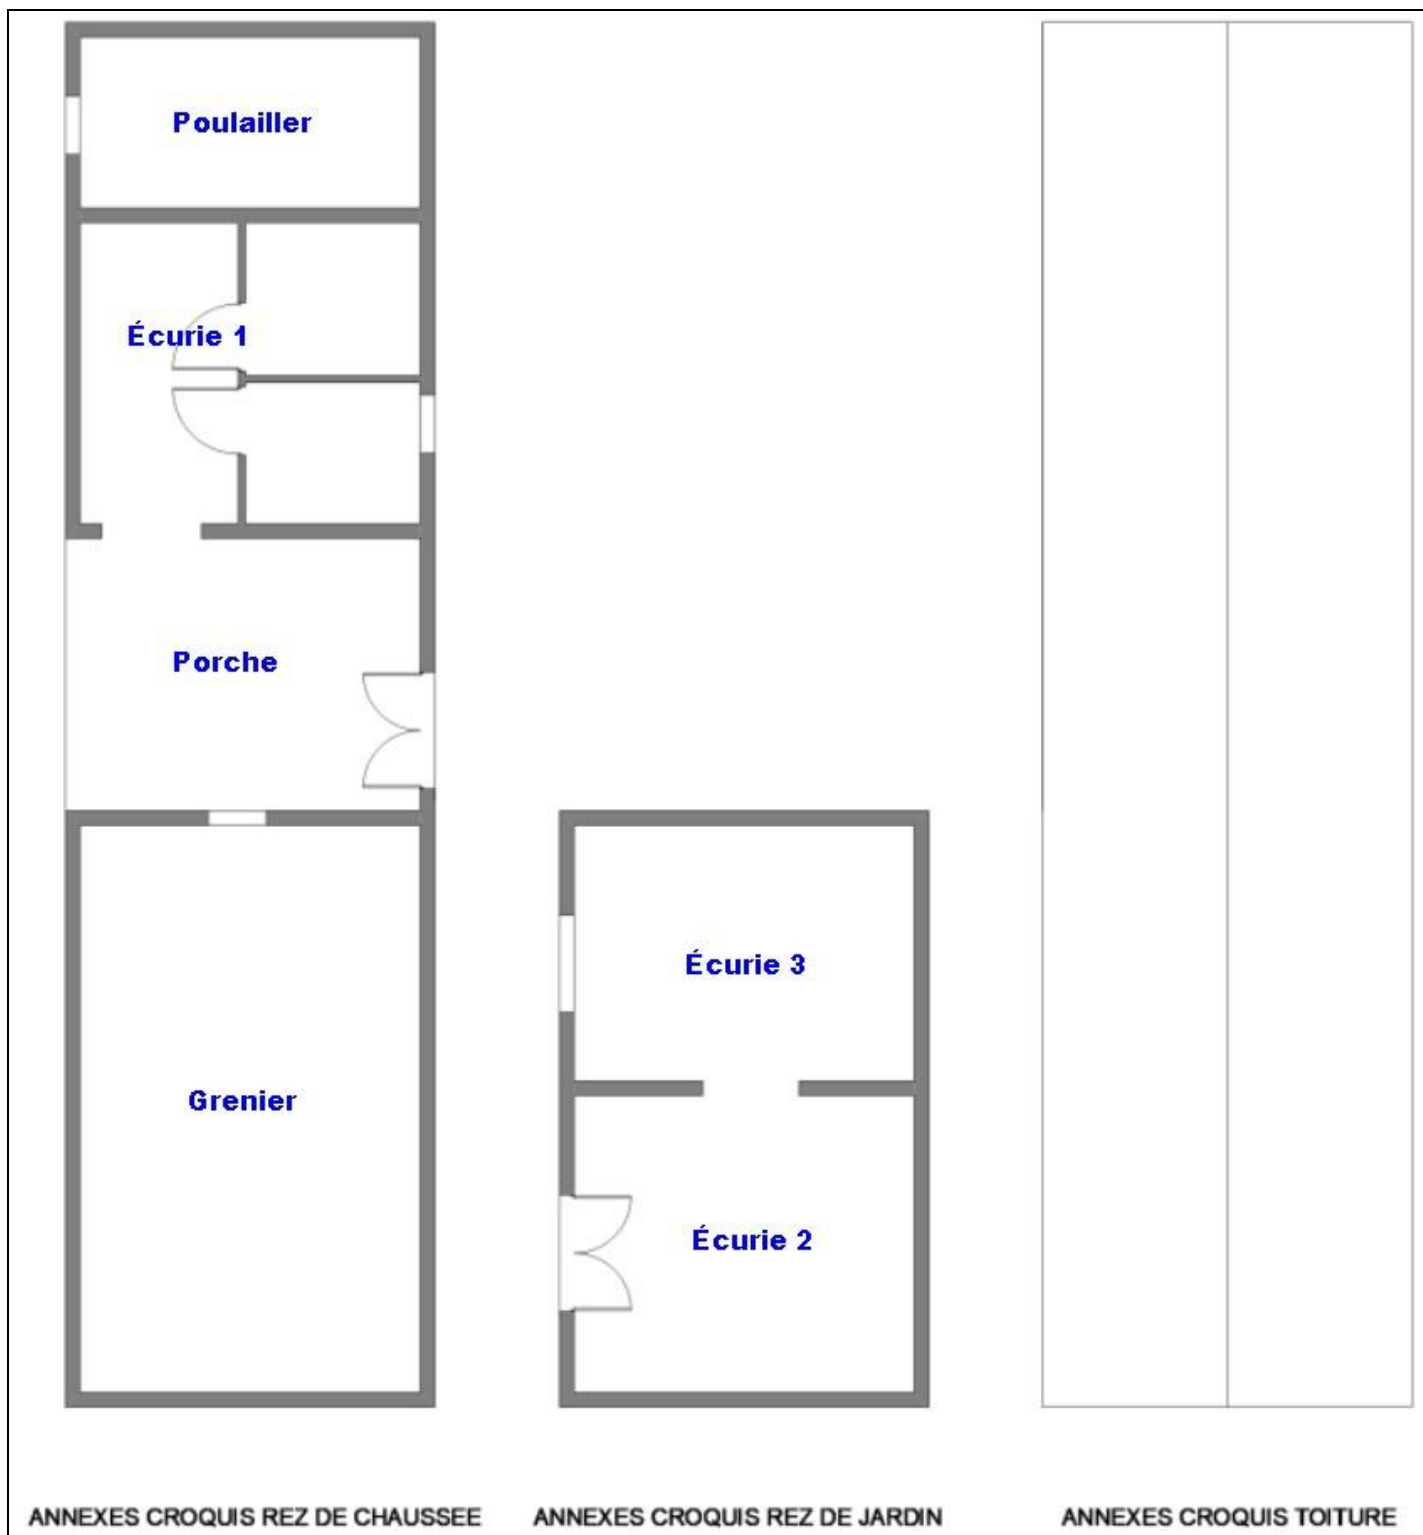 Poulailler
Écurie 1
Porche
Grenier
Écurie 3
Écurie 2
ANNEXES CROQUIS REZ DE CHAUSSEE
ANNEXES CROQUIS REZ DE JARDIN
ANNEXES CROQUIS TOITURE